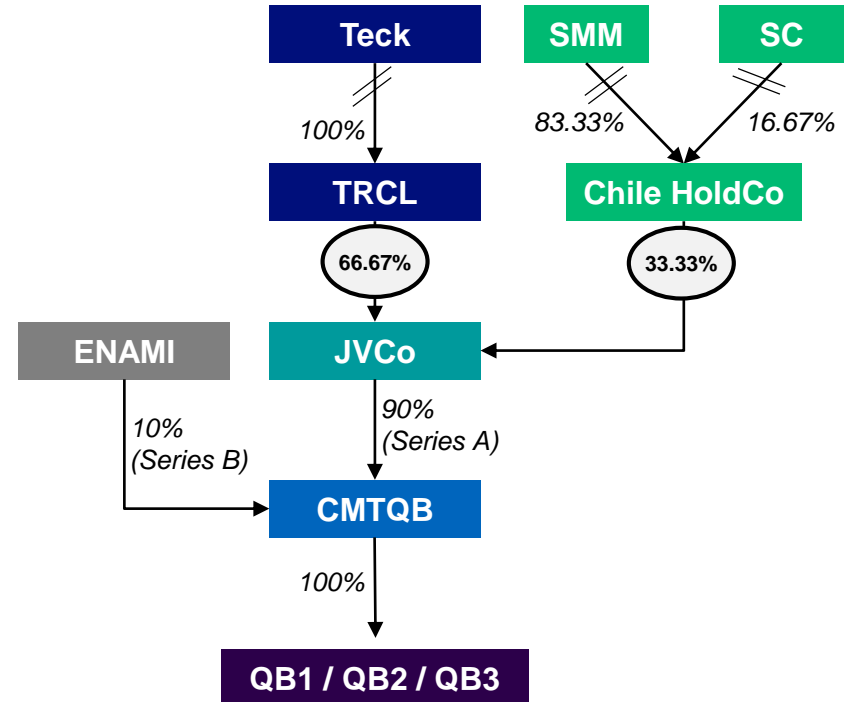 Teck
SMM
SC
100%
83.33%
16.67%
TRCL
Chile HoldCo
66.67%
33.33%
ENAMI
JVCo
10%
(Series B)
90%
(Series A)
CMTQB
100%
QB1 / QB2 / QB3